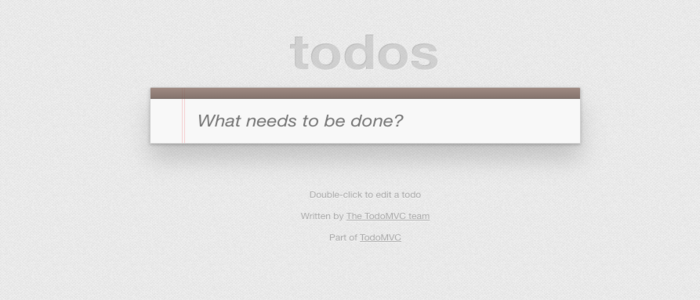 todos
What needs to be done?
Double-click to edit a todo
Written by The TodoMVC team
Part of TodoMVC